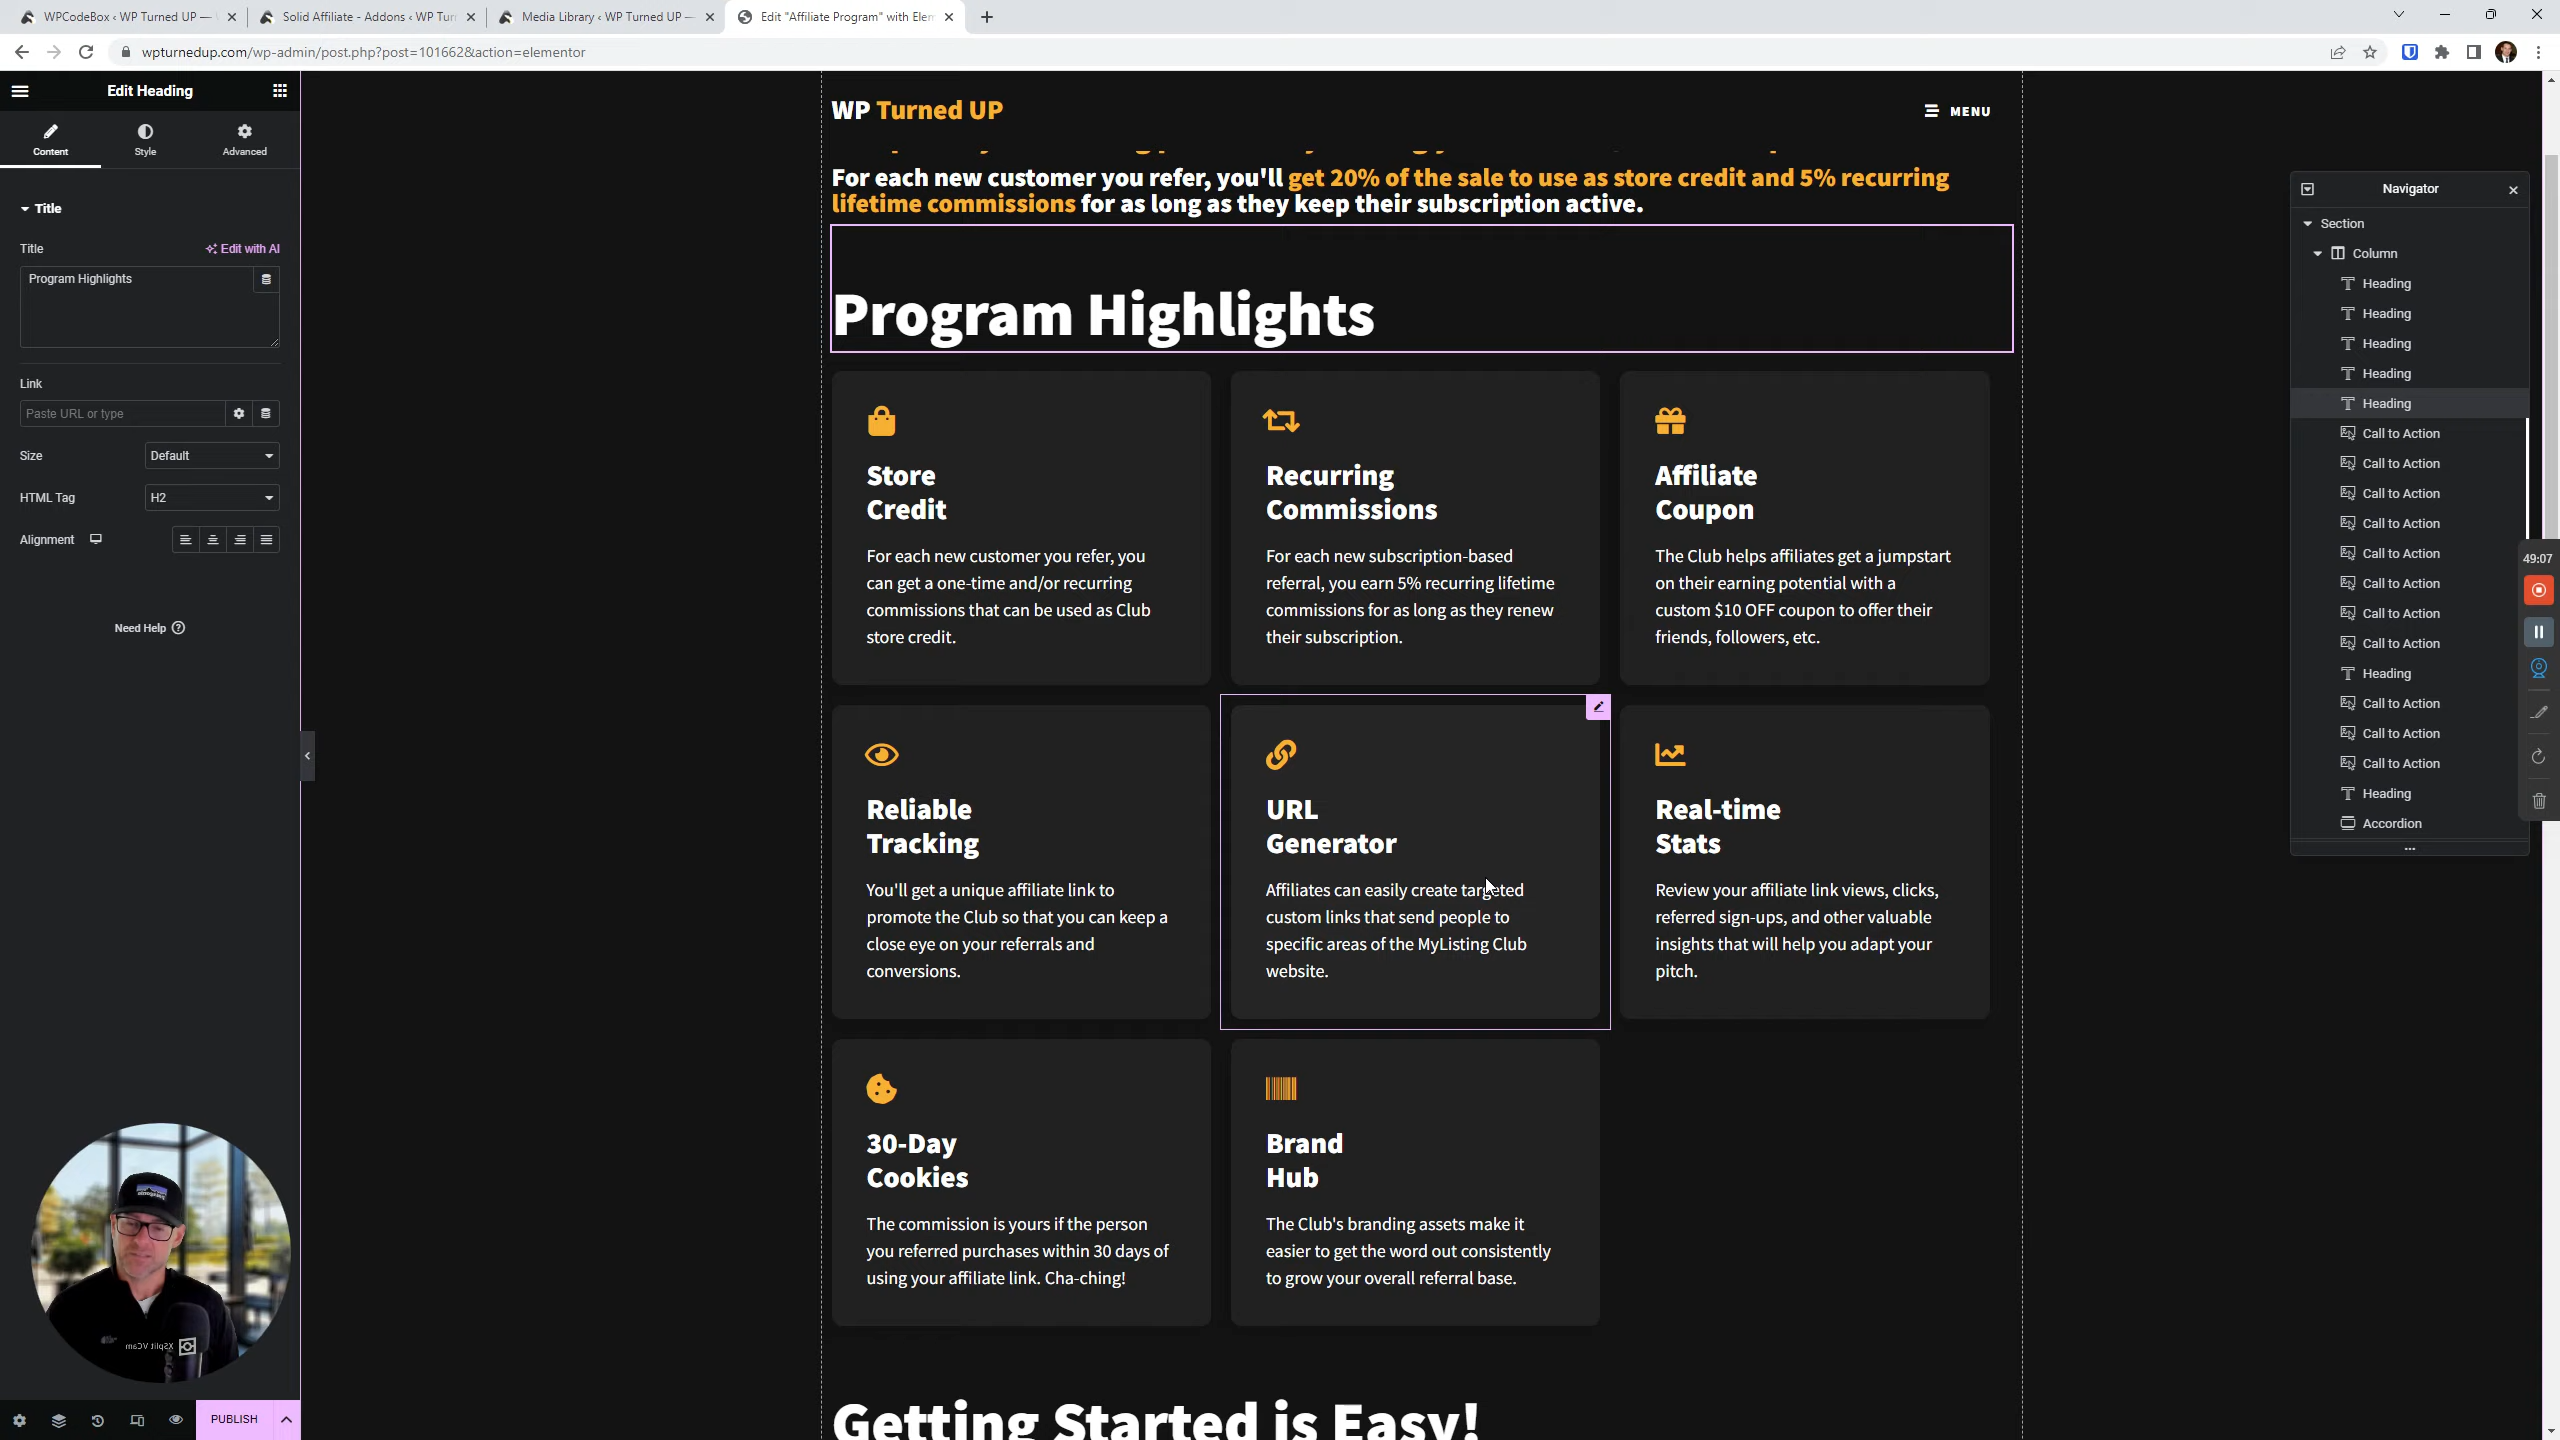 WPCodeBox ‹ WP Turned UP —
Solid Affiliate - Addons ‹ WP Tur
Media Library ‹ WP Turned UP —
Edit "Affiliate Program" with Elem
wpturnedup.com/wp-admin/post.php?post=101662&action=elementor
Edit Heading
Content
Style
Advanced
Title
Title
Edit with AI
Program Highlights
Link
Paste URL or type
Size
Default
HTML Tag
H2
Alignment
Need Help
PUBLISH
WP Turned UP
MENU
For each new customer you refer, you'll get 20% of the sale to use as store credit and 5% recurring
lifetime commissions for as long as they keep their subscription active.
Program Highlights
Store
Credit
For each new customer you refer, you
can get a one-time and/or recurring
commissions that can be used as Club
store credit.
Recurring
Commissions
For each new subscription-based
referral, you earn 5% recurring lifetime
commissions for as long as they renew
their subscription.
Affiliate
Coupon
The Club helps affiliates get a jumpstart
on their earning potential with a
custom $10 OFF coupon to offer their
friends, followers, etc.
Reliable
Tracking
You'll get a unique affiliate link to
promote the Club so that you can keep a
close eye on your referrals and
conversions.
URL
Generator
Affiliates can easily create targeted
custom links that send people to
specific areas of the MyListing Club
website.
Real-time
Stats
Review your affiliate link views, clicks,
referred sign-ups, and other valuable
insights that will help you adapt your
pitch.
30-Day
Cookies
The commission is yours if the person
you referred purchases within 30 days of
using your affiliate link. Cha-ching!
Brand
Hub
The Club's branding assets make it
easier to get the word out consistently
to grow your overall referral base.
Getting Started is Easy!
Navigator
Section
Column
Heading
Heading
Heading
Heading
Heading
Call to Action
Call to Action
Call to Action
Call to Action
Call to Action
Call to Action
Call to Action
Call to Action
Heading
Call to Action
Call to Action
Call to Action
Heading
Accordion
49:07
XSplit VCam